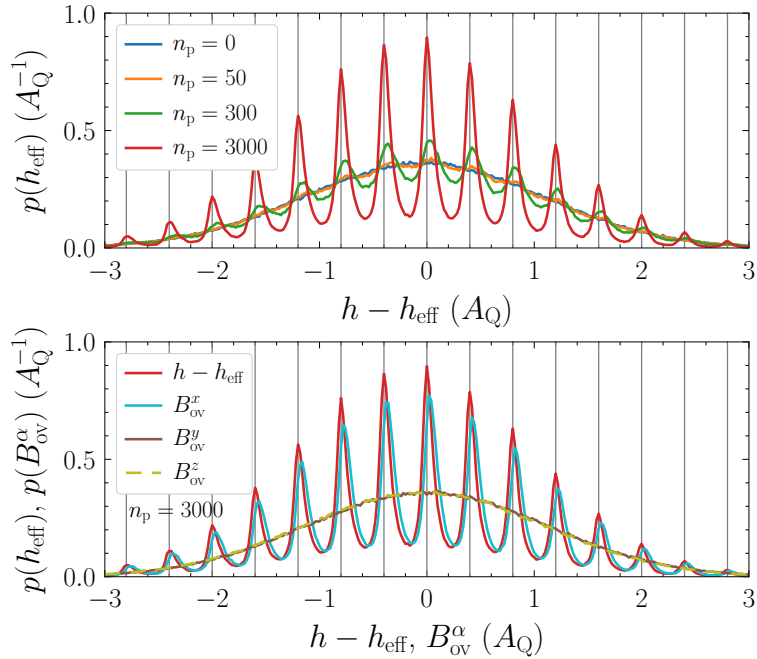 p(h_eff) (A_Q^−1)
1.0
0.5
0.0
n_p = 0
n_p = 50
n_p = 300
n_p = 3000
−3 −2 −1 0 1 2 3
h − h_eff (A_Q)
p(h_eff), p(B_ov^α) (A_Q^−1)
1.0
0.5
0.0
h − h_eff
B_ov^x
B_ov^y
B_ov^z
n_p = 3000
−3 −2 −1 0 1 2 3
h − h_eff, B_ov^α (A_Q)